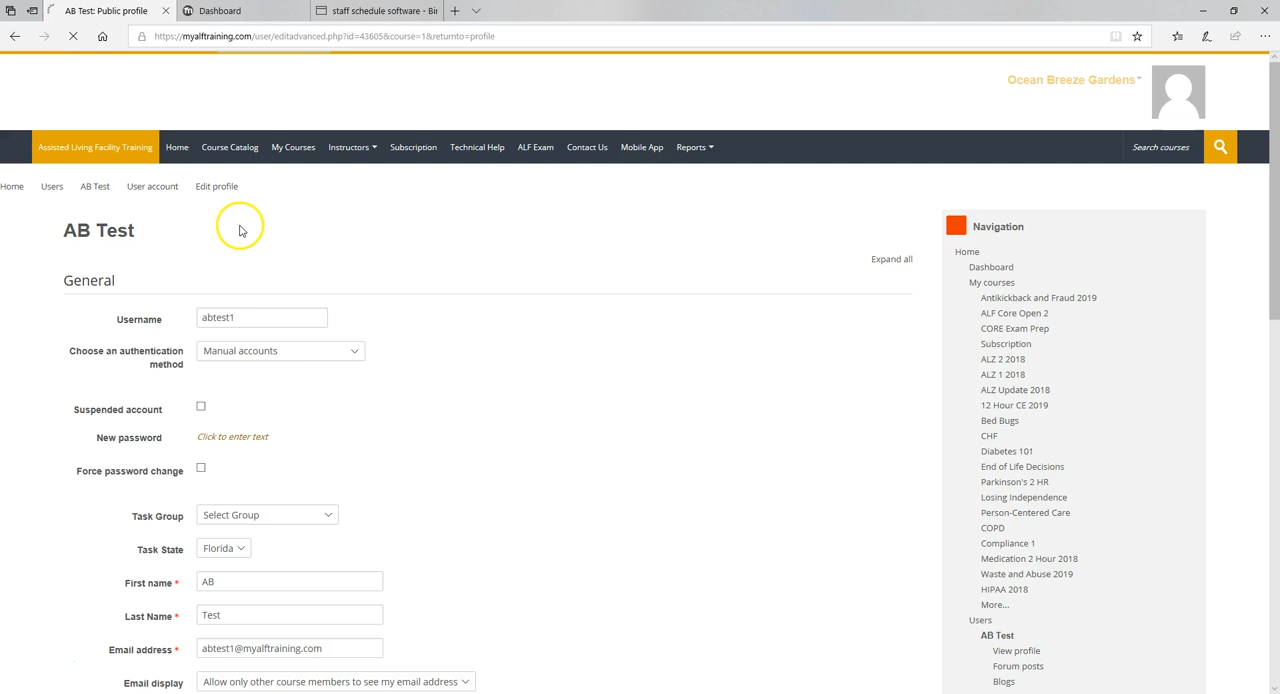 AB Test: Public profile
Dashboard
staff schedule software - Bi
https://myalftraining.com/user/editadvanced.php?id=43605&course=1&returnto=profile
Ocean Breeze Gardens
Assisted Living Facility Training Home Course Catalog My Courses Instructors Subscription Technical Help ALF Exam Contact Us Mobile App Reports Search courses
Home Users AB Test User account Edit profile
AB Test
Expand all
General
Username abtest1
Choose an authentication method Manual accounts
Suspended account
New password Click to enter text
Force password change
Task Group Select Group
Task State Florida
First name * AB
Last Name * Test
Email address * abtest1@myalftraining.com
Email display Allow only other course members to see my email address
Navigation
Home
Dashboard
My courses
Antikickback and Fraud 2019
ALF Core Open 2
CORE Exam Prep
Subscription
ALZ 2 2018
ALZ 1 2018
ALZ Update 2018
12 Hour CE 2019
Bed Bugs
CHF
Diabetes 101
End of Life Decisions
Parkinson's 2 HR
Losing Independence
Person-Centered Care
COPD
Compliance 1
Medication 2 Hour 2018
Waste and Abuse 2019
HIPAA 2018
More...
Users
AB Test
View profile
Forum posts
Blogs